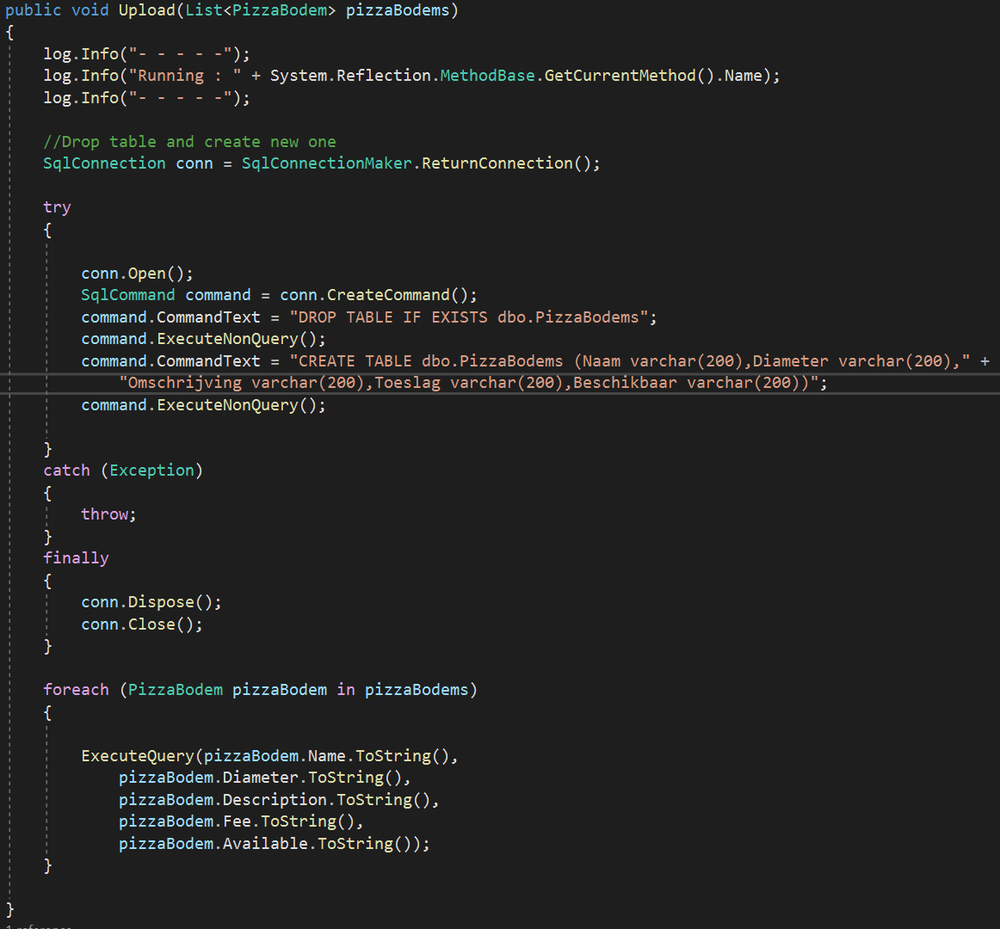 public void Upload(List<PizzaBodem> pizzaBodems)
{
log.Info("- - - - -");
log.Info("Running : " + System.Reflection.MethodBase.GetCurrentMethod().Name);
log.Info("- - - - -");
//Drop table and create new one
SqlConnection conn = SqlConnectionMaker.ReturnConnection();
try
{
conn.Open();
SqlCommand command = conn.CreateCommand();
command.CommandText = "DROP TABLE IF EXISTS dbo.PizzaBodems";
command.ExecuteNonQuery();
command.CommandText = "CREATE TABLE dbo.PizzaBodems (Naam varchar(200),Diameter varchar(200)," +
"Omschrijving varchar(200),Toeslag varchar(200),Beschikbaar varchar(200))";
command.ExecuteNonQuery();
}
catch (Exception)
{
throw;
}
finally
{
conn.Dispose();
conn.Close();
}
foreach (PizzaBodem pizzaBodem in pizzaBodems)
{
ExecuteQuery(pizzaBodem.Name.ToString(),
pizzaBodem.Diameter.ToString(),
pizzaBodem.Description.ToString(),
pizzaBodem.Fee.ToString(),
pizzaBodem.Available.ToString());
}
}